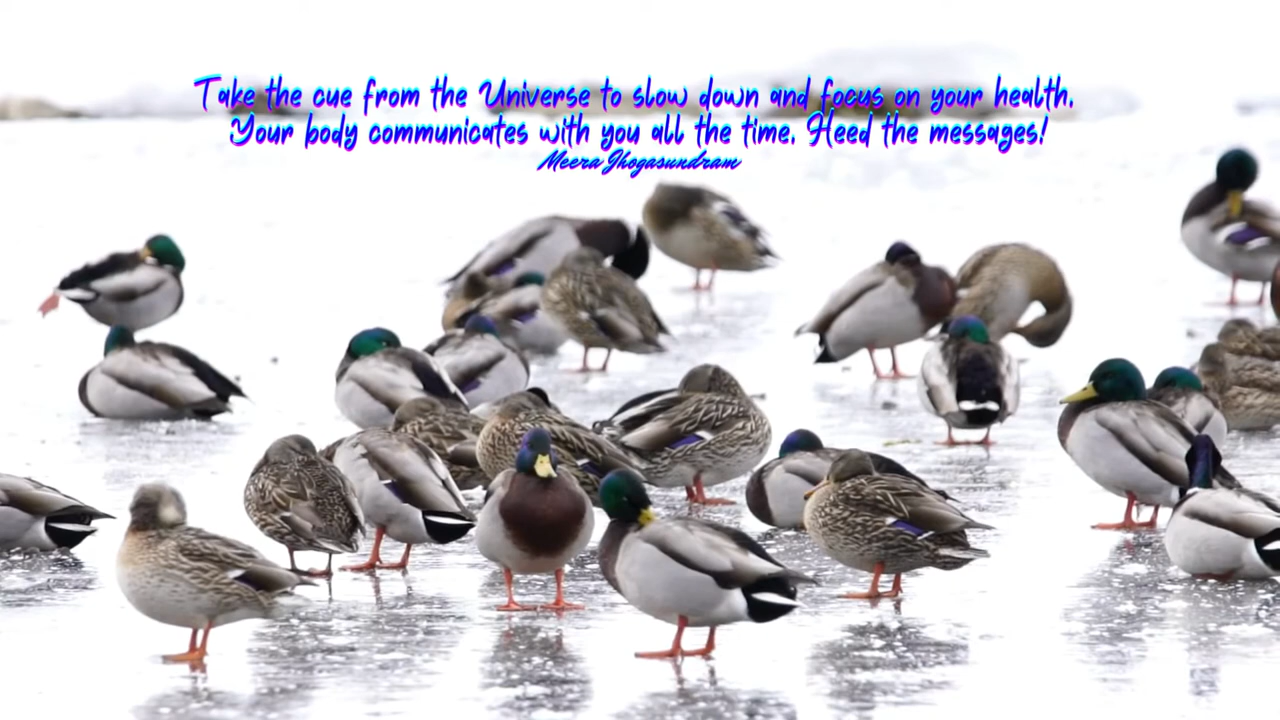 Take the cue from the Universe to slow down and focus on your health.
Your body communicates with you all the time. Heed the messages!
Meera Jhogasundram